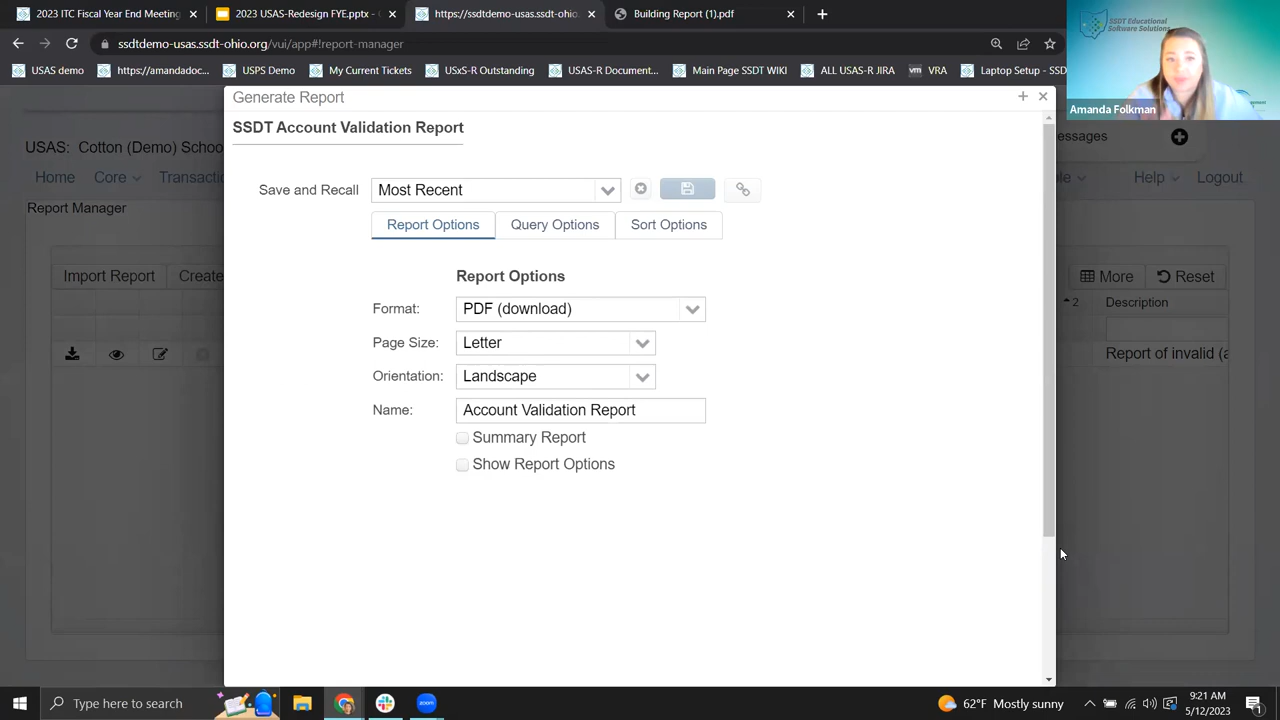 2023 ITC Fiscal Year End Meeting
2023 USAS-Redesign FYE.pptx -
https://ssdtdemo-usas.ssdt-ohio.
Building Report (1).pdf
ssdtdemo-usas.ssdt-ohio.org/vui/app#!report-manager
USAS demo
https://amandadoc...
USPS Demo
My Current Tickets
USxS-R Outstanding
USAS-R Document...
Main Page SSDT WIKI
ALL USAS-R JIRA
vm
VRA
Laptop Setup - SSD
SSDT Educational
Software Solutions
Amanda Folkman
Generate Report
SSDT Account Validation Report
USAS: Cotton (Demo) Schoo
essages
Home
Core
Transactio
Help
Logout
Report Manager
Save and Recall
Most Recent
Report Options
Query Options
Sort Options
Import Report
Create
More
Reset
Report Options
2
Description
Format:
PDF (download)
Page Size:
Letter
Report of invalid (a
Orientation:
Landscape
Name:
Account Validation Report
Summary Report
Show Report Options
Type here to search
zoom
62°F Mostly sunny
9:21 AM
5/12/2023
1